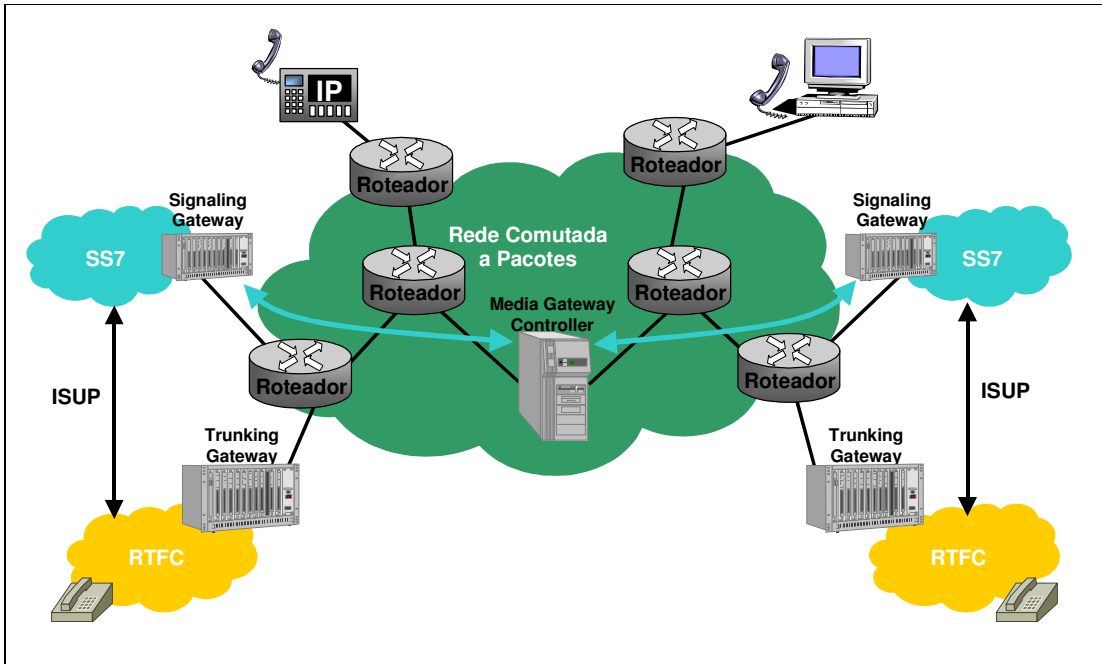 IP
Roteador
Roteador
Signaling
Gateway
Signaling
Gateway
SS7
Rede Comutada
a Pacotes
SS7
Roteador
Roteador
Media Gateway
Controller
Roteador
Roteador
ISUP
ISUP
Trunking
Gateway
Trunking
Gateway
RTFC
RTFC